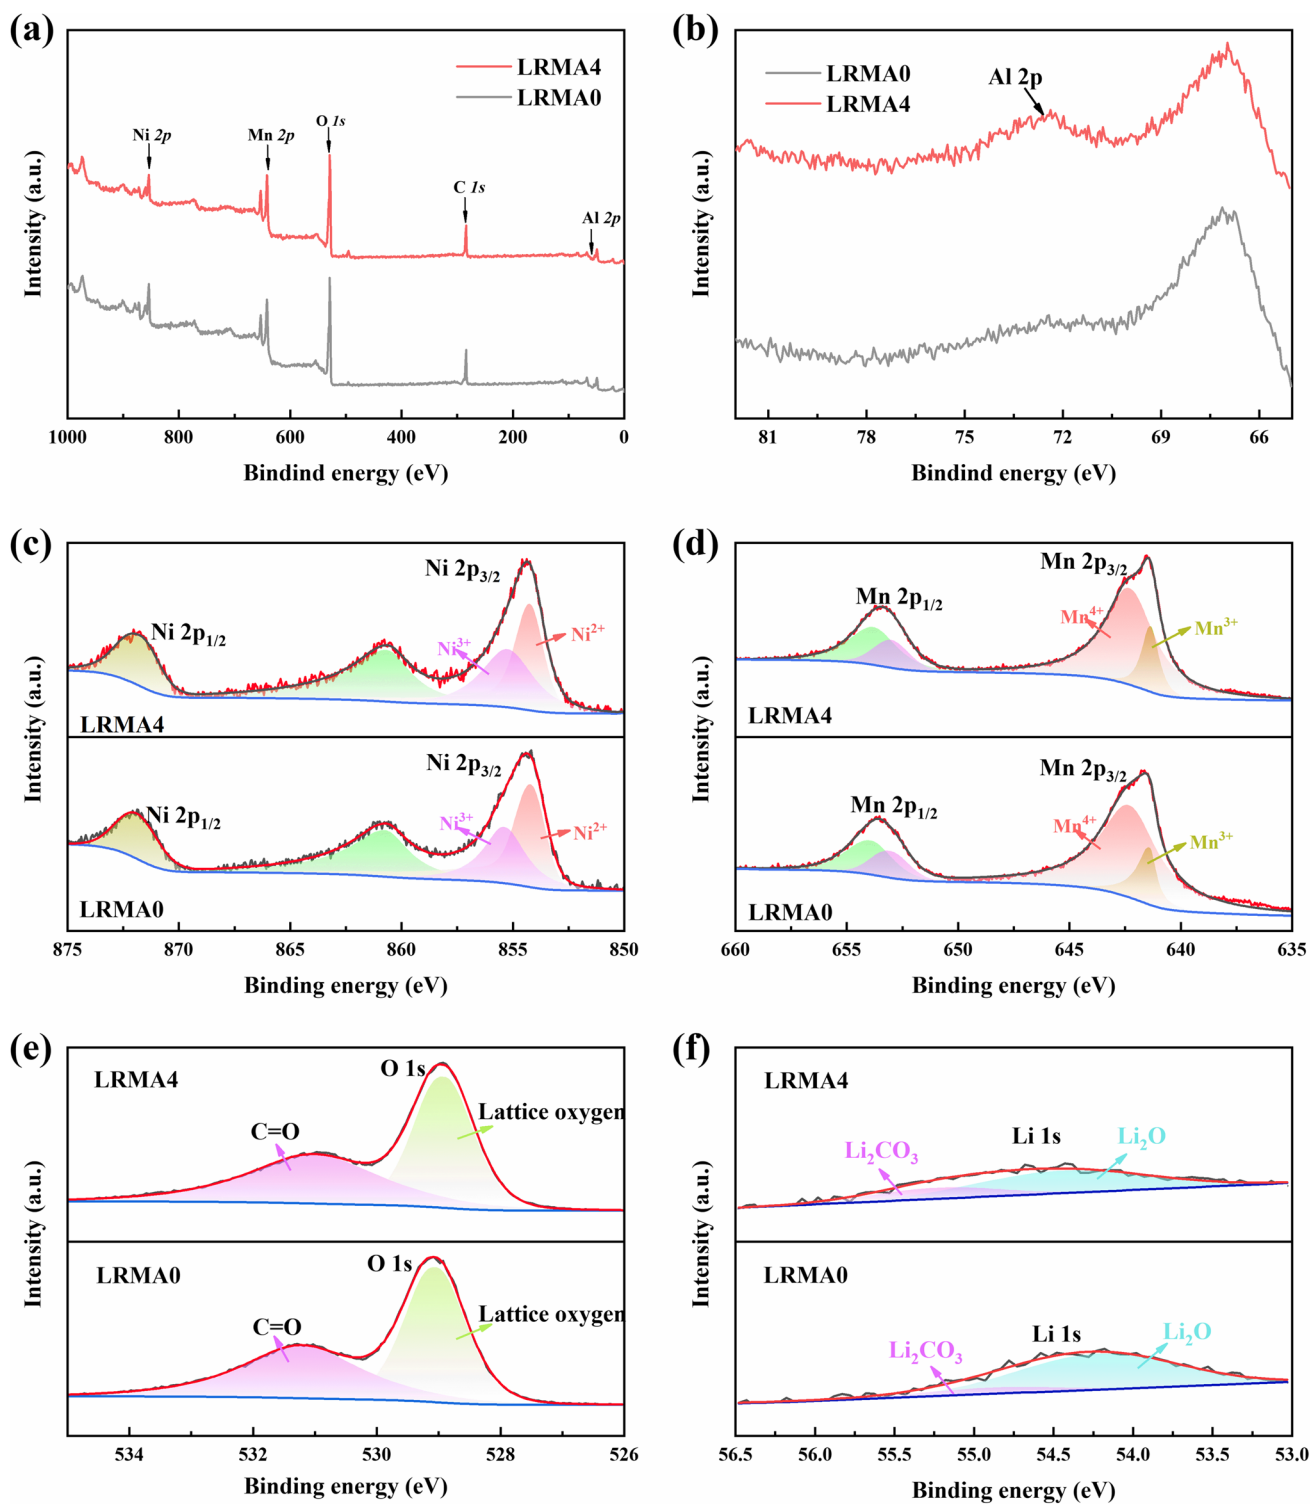 (a)
LRMA4
LRMA0
Ni 2p
Mn 2p
O 1s
C 1s
Al 2p
Intensity (a.u.)
1000 800 600 400 200 0
Bindind energy (eV)
(b)
LRMA0
LRMA4
Al 2p
Intensity (a.u.)
81 78 75 72 69 66
Bindind energy (eV)
(c)
Ni 2p1/2
Ni 2p3/2
Ni3+
Ni2+
LRMA4
Ni 2p1/2
Ni 2p3/2
Ni3+
Ni2+
LRMA0
Intensity (a.u.)
875 870 865 860 855 850
Binding energy (eV)
(d)
Mn 2p1/2
Mn 2p3/2
Mn4+
Mn3+
LRMA4
Mn 2p1/2
Mn 2p3/2
Mn4+
Mn3+
LRMA0
Intensity (a.u.)
660 655 650 645 640 635
Binding energy (eV)
(e)
LRMA4
O 1s
C=O
Lattice oxygen
LRMA0
O 1s
C=O
Lattice oxygen
Intensity (a.u.)
534 532 530 528 526
Binding energy (eV)
(f)
LRMA4
Li2CO3
Li 1s
Li2O
LRMA0
Li2CO3
Li 1s
Li2O
Intensity (a.u.)
56.5 56.0 55.5 55.0 54.5 54.0 53.5 53.0
Binding energy (eV)